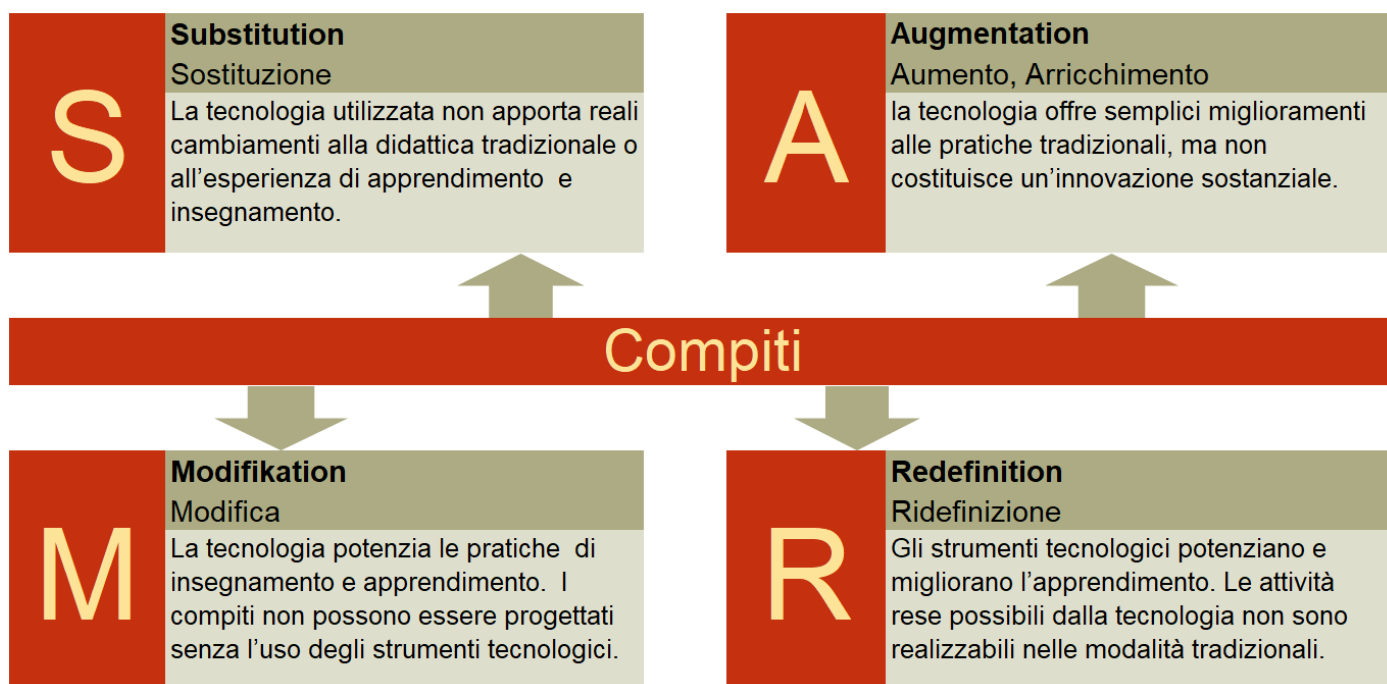 S
Substitution
Sostituzione
La tecnologia utilizzata non apporta reali
cambiamenti alla didattica tradizionale o
all’esperienza di apprendimento e
insegnamento.
A
Augmentation
Aumento, Arricchimento
la tecnologia offre semplici miglioramenti
alle pratiche tradizionali, ma non
costituisce un’innovazione sostanziale.
Compiti
M
Modifikation
Modifica
La tecnologia potenzia le pratiche di
insegnamento e apprendimento. I
compiti non possono essere progettati
senza l’uso degli strumenti tecnologici.
R
Redefinition
Ridefinizione
Gli strumenti tecnologici potenziano e
migliorano l’apprendimento. Le attività
rese possibili dalla tecnologia non sono
realizzabili nelle modalità tradizionali.